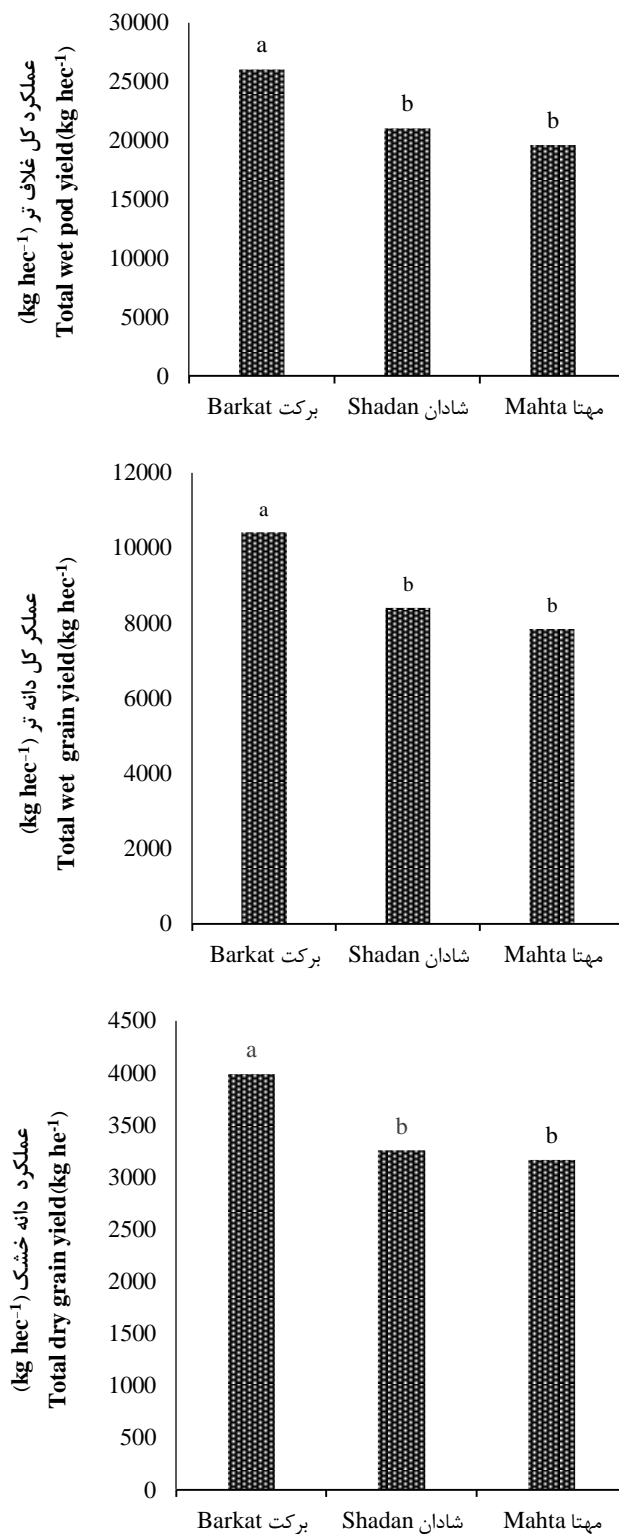 عملکرد کل غلاف تر (kg hec⁻¹)
Total wet pod yield(kg hec⁻¹)
30000
25000
20000
15000
10000
5000
0
a
b
b
Barkat برکت
Shadan شادان
Mahta مهتا
عملکر کل دانه تر (kg hec⁻¹)
Total wet grain yield(kg hec⁻¹)
12000
10000
8000
6000
4000
2000
0
a
b
b
Barkat برکت
Shadan شادان
Mahta مهتا
عملکرد دانه خشک (kg hec⁻¹)
Total dry grain yield(kg he⁻¹)
4500
4000
3500
3000
2500
2000
1500
1000
500
0
a
b
b
Barkat برکت
Shadan شادان
Mahta مهتا